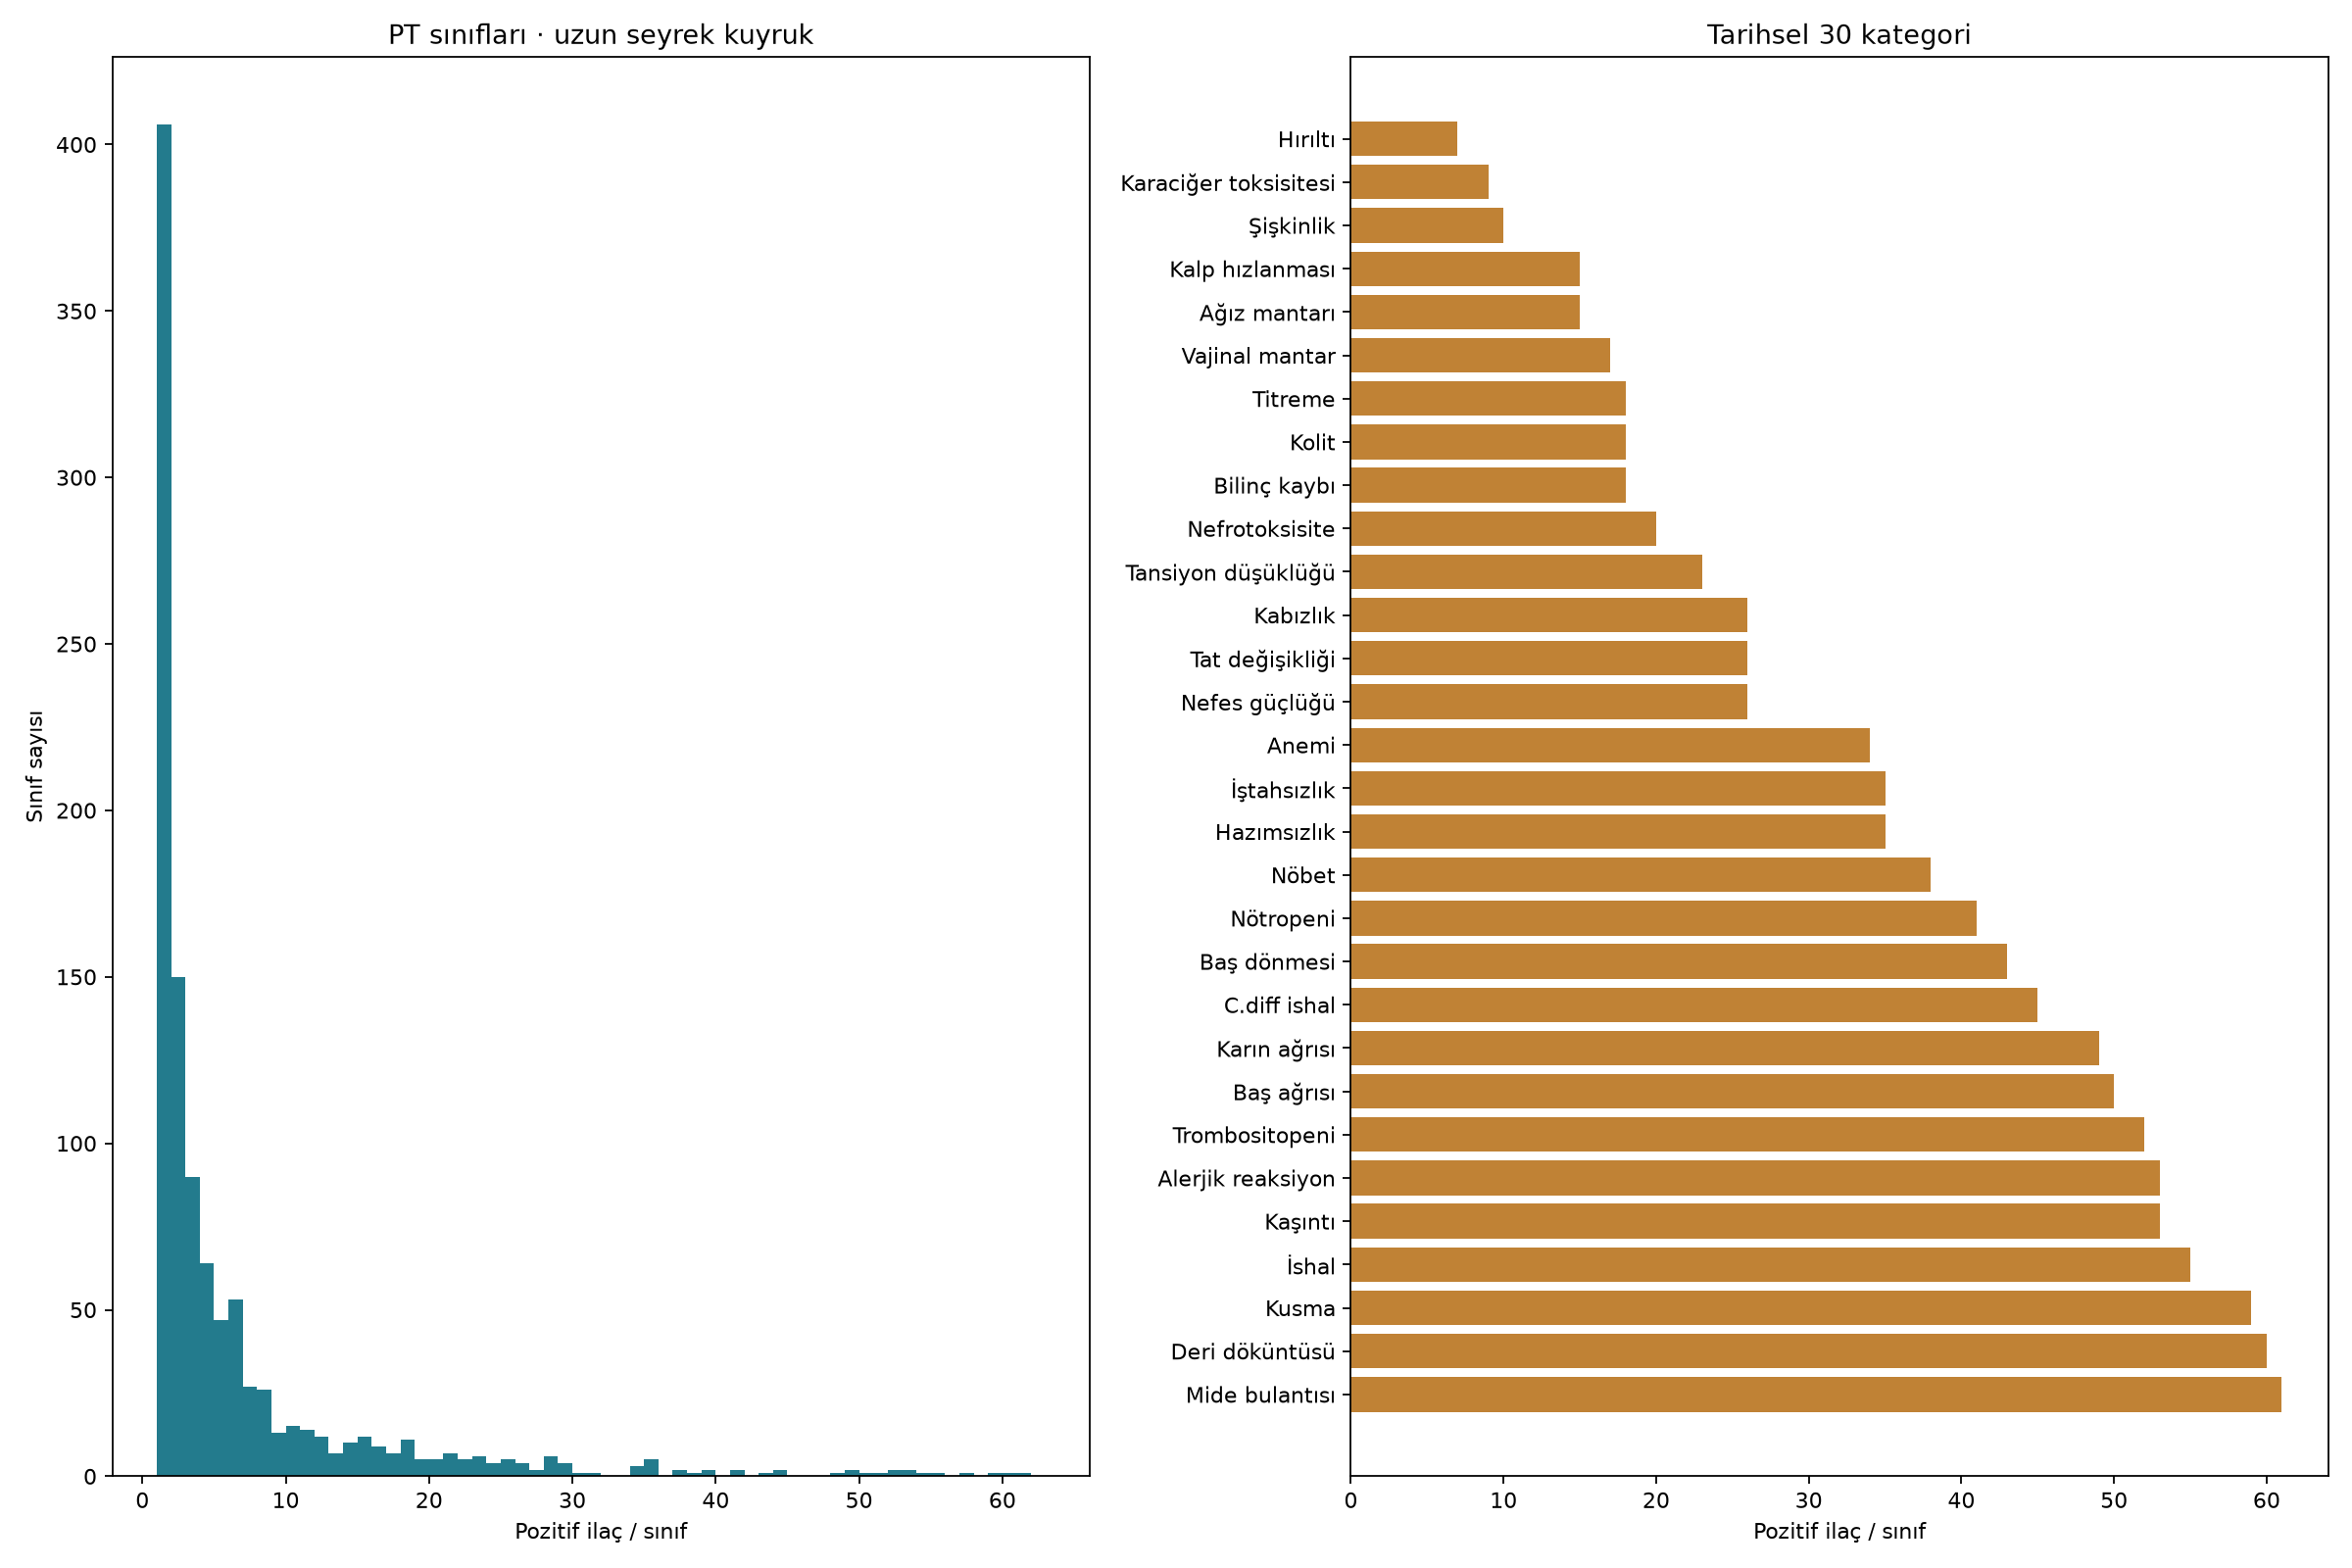 PT sınıfları · uzun seyrek kuyruk
Sınıf sayısı
400
350
300
250
200
150
100
50
0
0 10 20 30 40 50 60
Pozitif ilaç / sınıf
Tarihsel 30 kategori
Hırıltı
Karaciğer toksisitesi
Şişkinlik
Kalp hızlanması
Ağız mantarı
Vajinal mantar
Titreme
Kolit
Bilinç kaybı
Nefrotoksisite
Tansiyon düşüklüğü
Kabızlık
Tat değişikliği
Nefes güçlüğü
Anemi
İştahsızlık
Hazımsızlık
Nöbet
Nötropeni
Baş dönmesi
C.diff ishal
Karın ağrısı
Baş ağrısı
Trombositopeni
Alerjik reaksiyon
Kaşıntı
İshal
Kusma
Deri döküntüsü
Mide bulantısı
0 10 20 30 40 50 60
Pozitif ilaç / sınıf